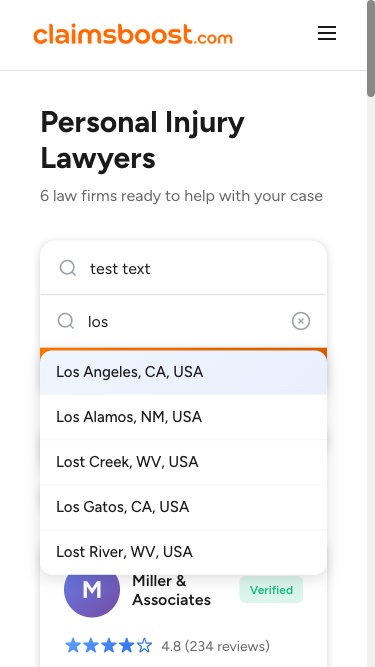 claimsboost.com
Personal Injury
Lawyers
6 law firms ready to help with your case
test text
los
Los Angeles, CA, USA
Los Alamos, NM, USA
Lost Creek, WV, USA
Los Gatos, CA, USA
Lost River, WV, USA
M
Miller &
Associates
Verified
4.8 (234 reviews)